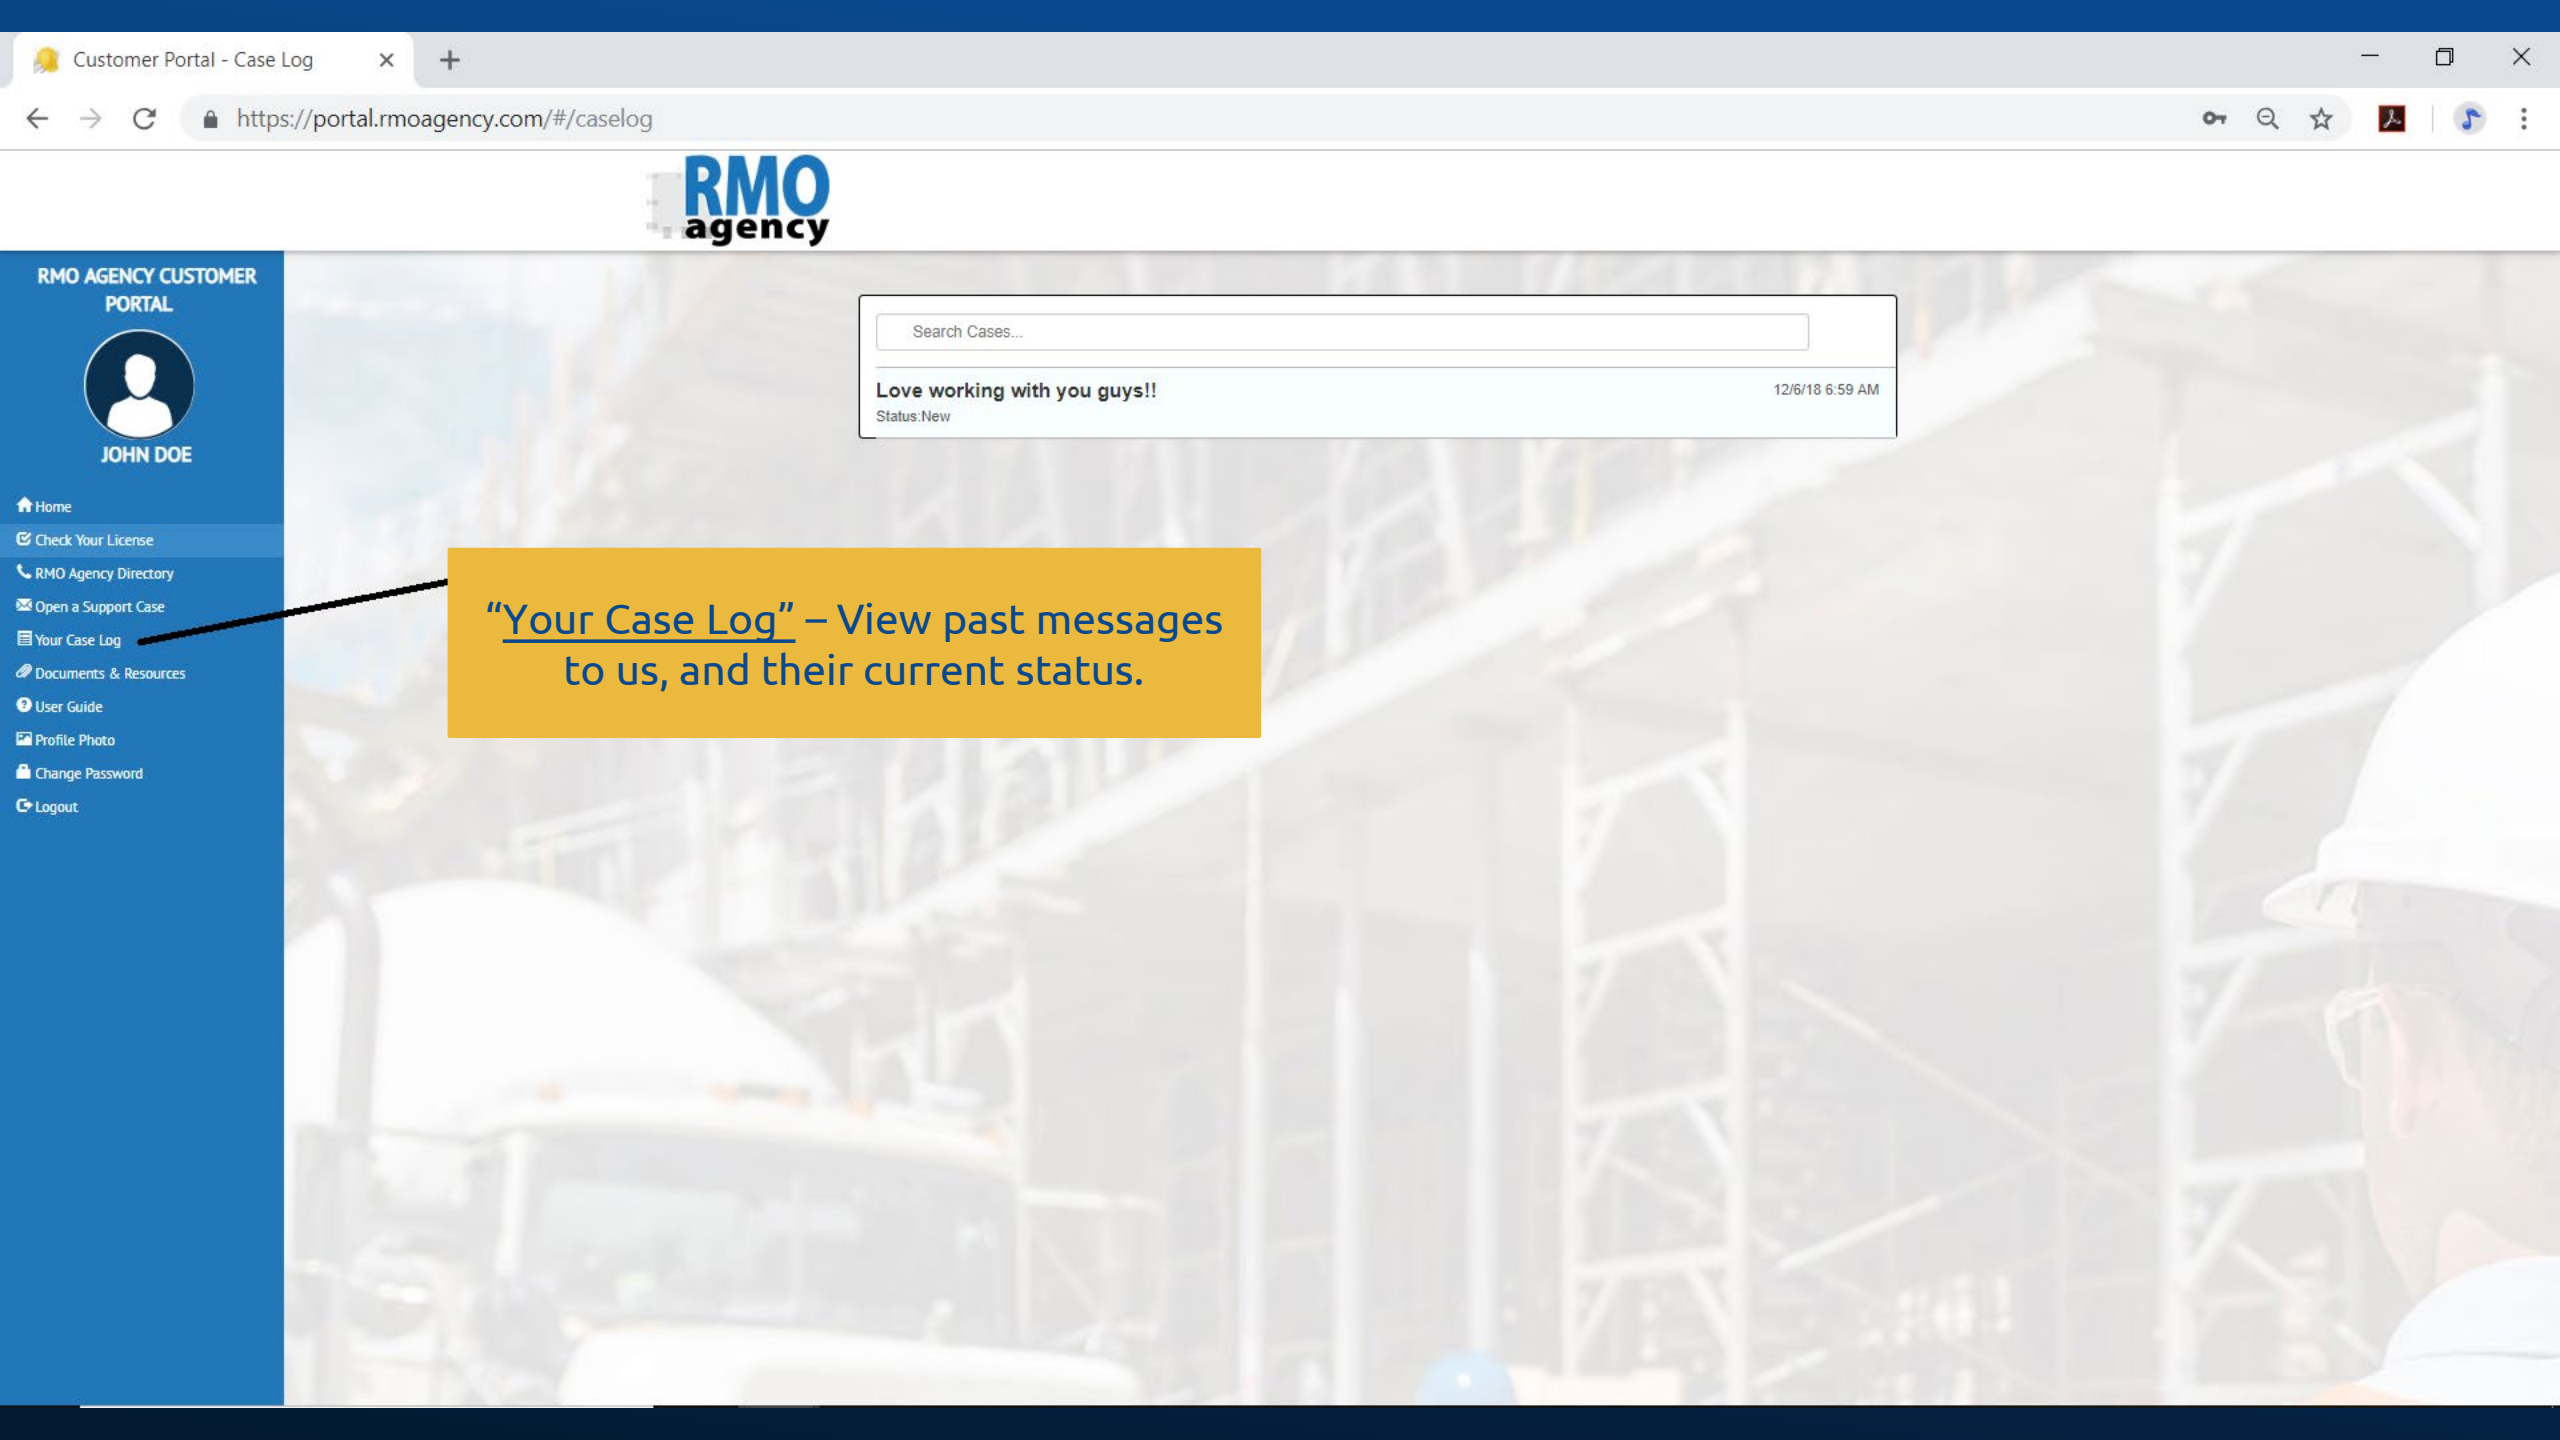 Customer Portal - Case Log
https://portal.rmoagency.com/#/caselog
RMO
agency
RMO AGENCY CUSTOMER
PORTAL
JOHN DOE
Home
Check Your License
RMO Agency Directory
Open a Support Case
Your Case Log
Documents & Resources
User Guide
Profile Photo
Change Password
Logout
Search Cases...
Love working with you guys!!
12/6/18 6:59 AM
Status:New
“Your Case Log” – View past messages
to us, and their current status.